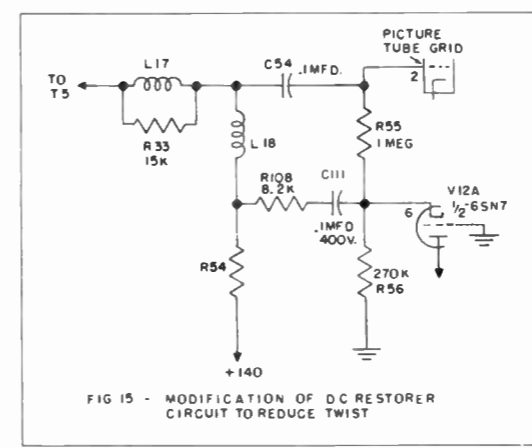 PICTURE
TUBE GRID
L17
C54
.1MFD.
2
TO
T5
R33
15K
R55
1 MEG
L18
R108
8.2K
C111
.1MFD
400V.
6
V12A
1/2-6SN7
R54
270K
R56
+140
FIG 15 - MODIFICATION OF DC RESTORER
CIRCUIT TO REDUCE TWIST